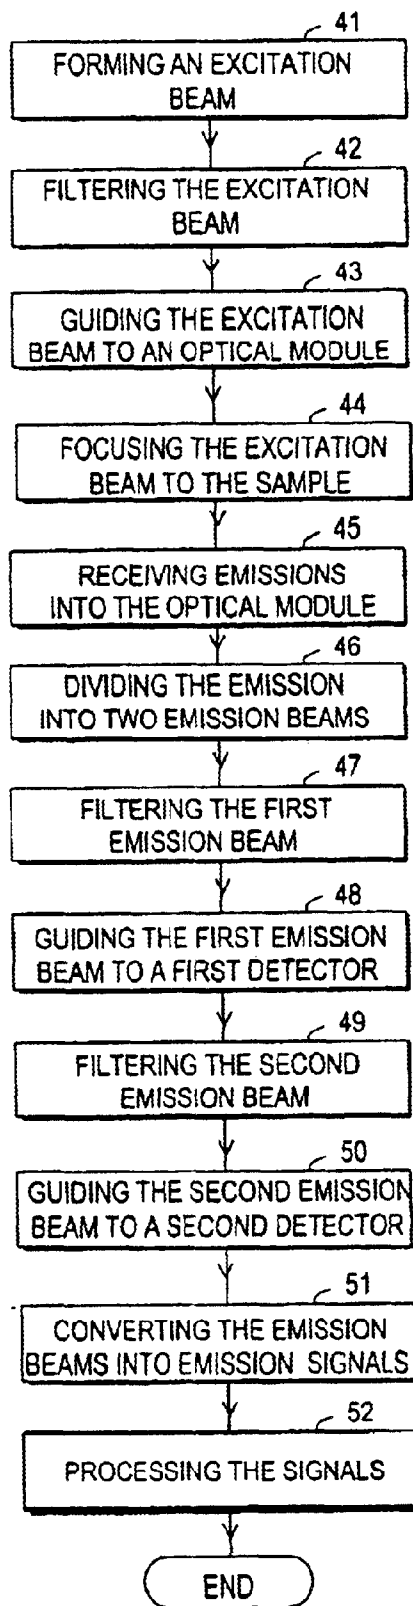 41
FORMING AN EXCITATION
BEAM
42
FILTERING THE EXCITATION
BEAM
43
GUIDING THE EXCITATION
BEAM TO AN OPTICAL MODULE
44
FOCUSING THE EXCITATION
BEAM TO THE SAMPLE
45
RECEIVING EMISSIONS
INTO THE OPTICAL MODULE
46
DIVIDING THE EMISSION
INTO TWO EMISSION BEAMS
47
FILTERING THE FIRST
EMISSION BEAM
48
GUIDING THE FIRST EMISSION
BEAM TO A FIRST DETECTOR
49
FILTERING THE SECOND
EMISSION BEAM
50
GUIDING THE SECOND EMISSION
BEAM TO A SECOND DETECTOR
51
CONVERTING THE EMISSION
BEAMS INTO EMISSION SIGNALS
52
PROCESSING THE SIGNALS
END